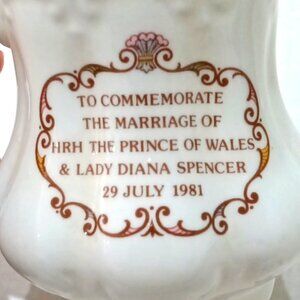 TO COMMEMORATE
THE MARRIAGE OF
HRH THE PRINCE OF WALES
& LADY DIANA SPENCER
29 JULY 1981